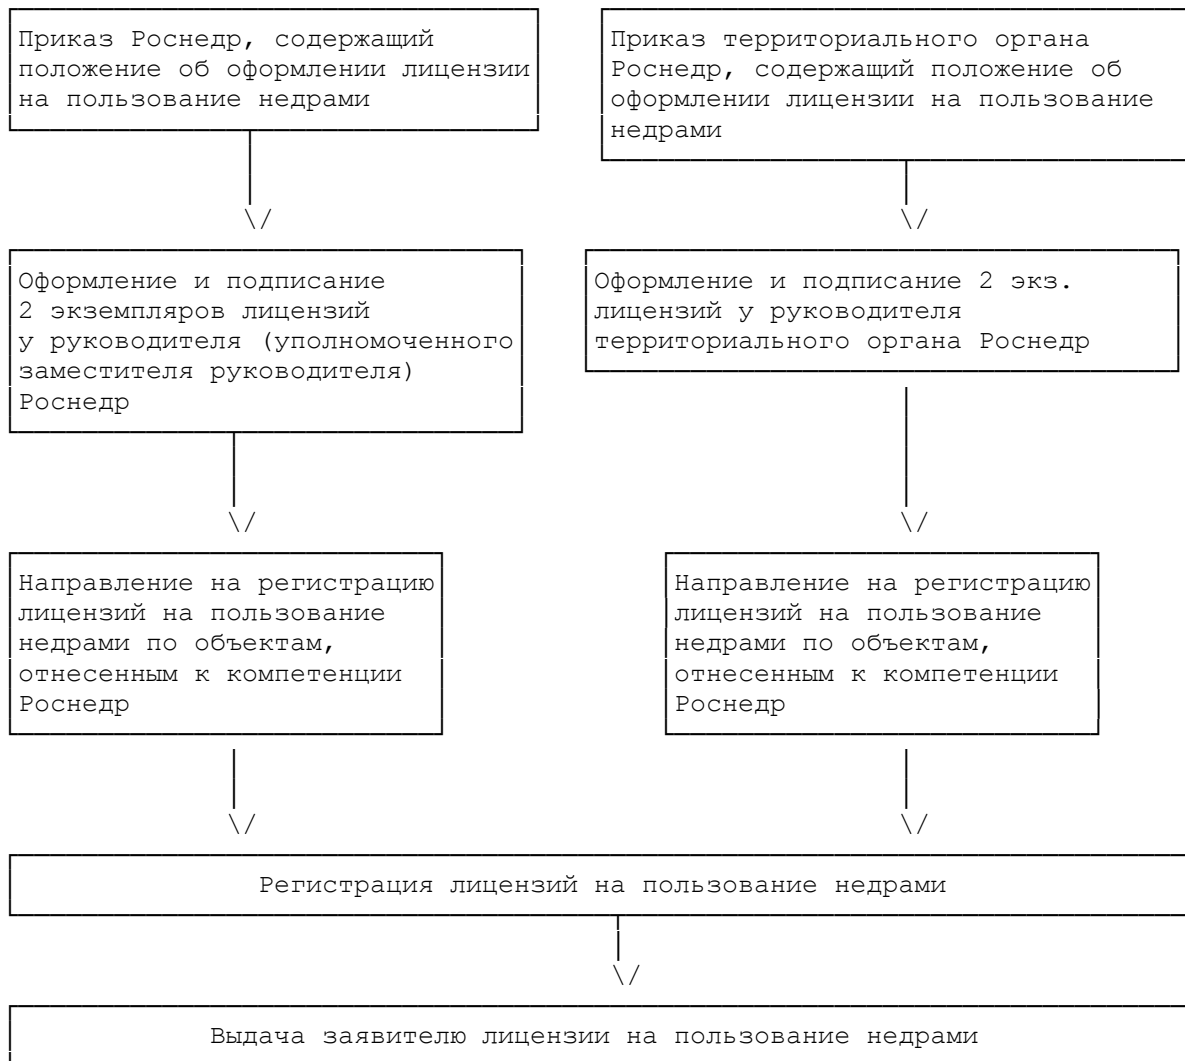 Приказ Роснедр, содержащий
положение об оформлении лицензии
на пользование недрами
Приказ территориального органа
Роснедр, содержащий положение об
оформлении лицензии на пользование
недрами
Оформление и подписание
2 экземпляров лицензий
у руководителя (уполномоченного
заместителя руководителя)
Роснедр
Оформление и подписание 2 экз.
лицензий у руководителя
территориального органа Роснедр
Направление на регистрацию
лицензий на пользование
недрами по объектам,
отнесенным к компетенции
Роснедр
Направление на регистрацию
лицензий на пользование
недрами по объектам,
отнесенным к компетенции
Роснедр
Регистрация лицензий на пользование недрами
Выдача заявителю лицензии на пользование недрами